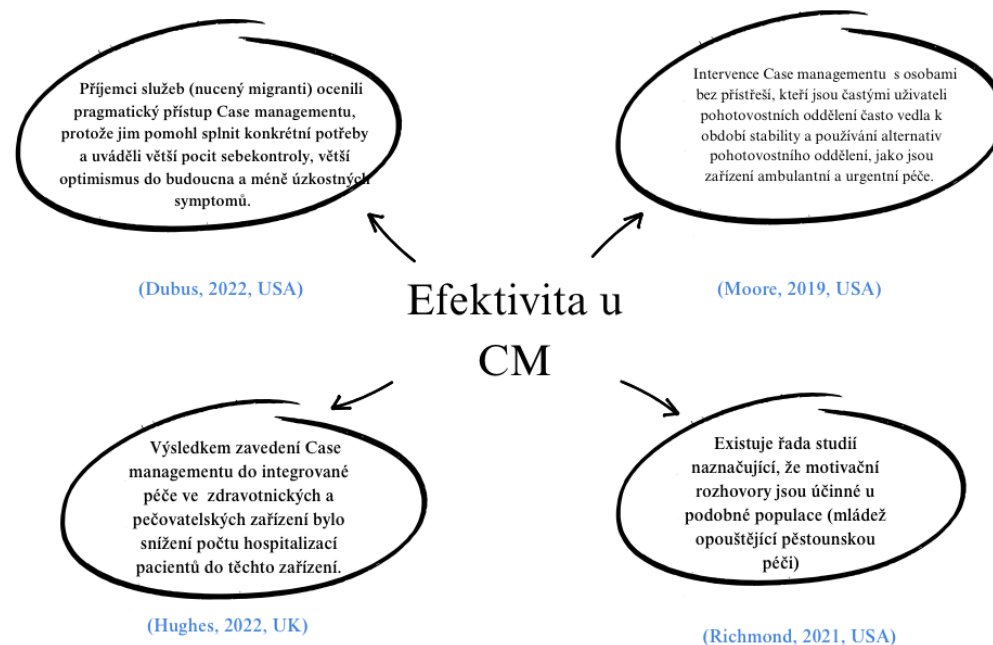 Příjemci služeb (nucený migranti) ocenili
pragmatický přístup Case managementu,
protože jim pomohl splnit konkrétní potřeby
a uváděli větší pocit sebekontroly, větší
optimismus do budoucna a méně úzkostných
symptomů.
(Dubus, 2022, USA)
Intervence Case managementu s osobami
bez přístřeší, kteří jsou častými uživateli
pohotovostních oddělení často vedla k
období stability a používání alternativ
pohotovostního oddělení, jako jsou
zařízení ambulantní a urgentní péče.
(Moore, 2019, USA)
Efektivita u
CM
Výsledkem zavedení Case
managementu do integrované
péče ve zdravotnických a
pečovatelských zařízení bylo
snížení počtu hospitalizací
pacientů do těchto zařízení.
(Hughes, 2022, UK)
Existuje řada studií
naznačující, že motivační
rozhovory jsou účinné u
podobné populace (mládež
opouštějící pěstounskou
péči)
(Richmond, 2021, USA)